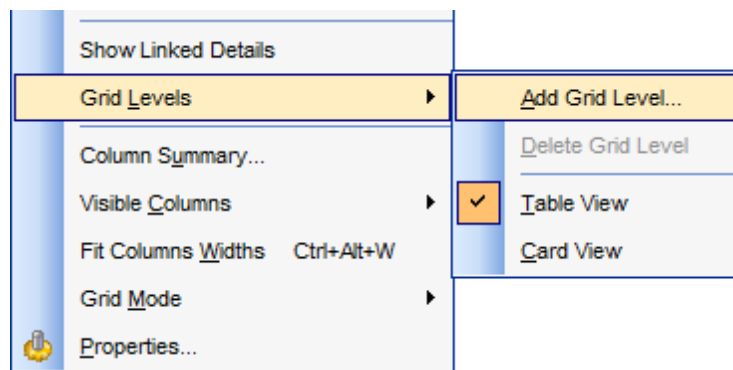 Show Linked Details
Grid Levels
Column Summary...
Visible Columns
Fit Columns Widths Ctrl+Alt+W
Grid Mode
Properties...
Add Grid Level...
Delete Grid Level
Table View
Card View